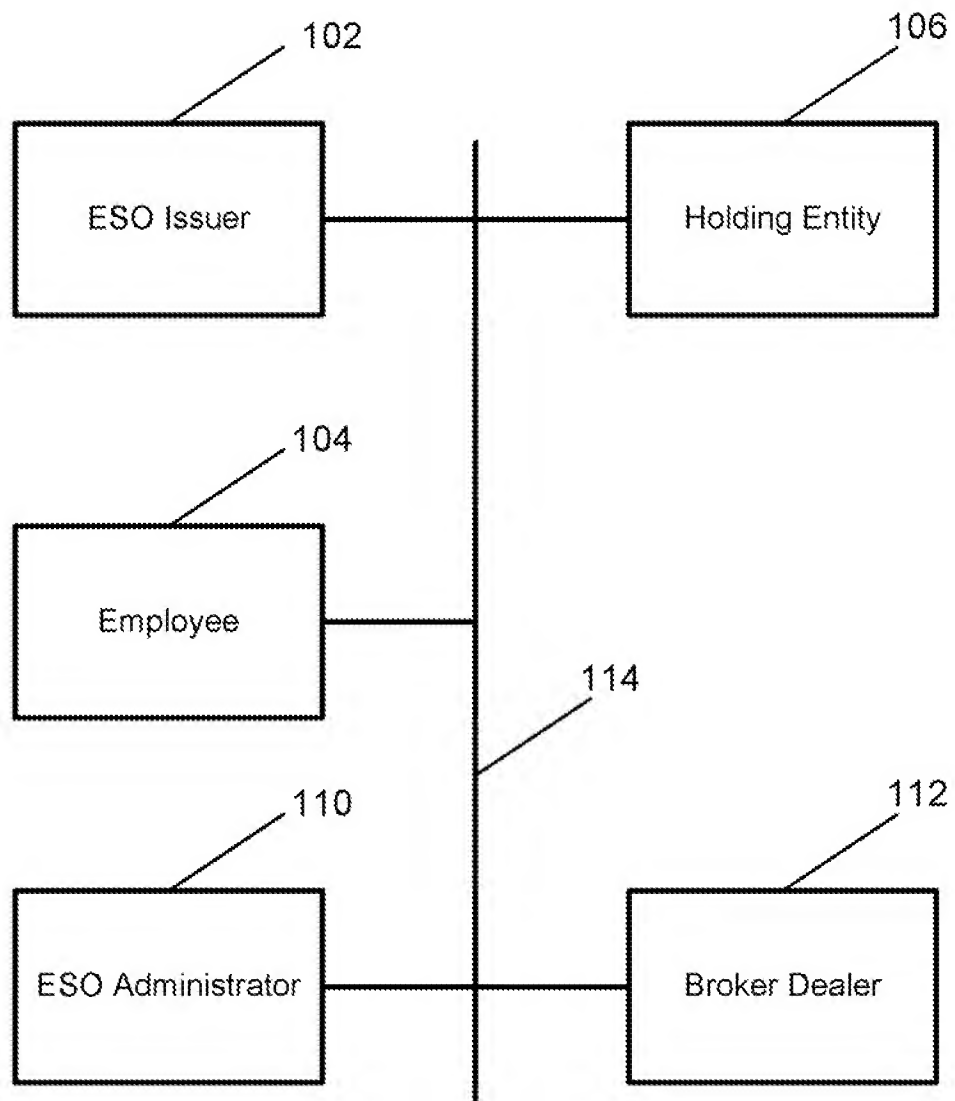 102
106
ESO Issuer
Holding Entity
104
Employee
114
110
112
ESO Administrator
Broker Dealer